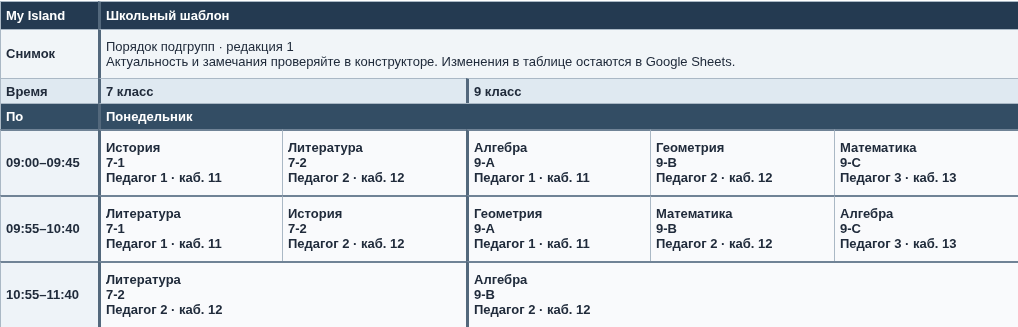 My Island
Школьный шаблон
Снимок
Порядок подгрупп · редакция 1
Актуальность и замечания проверяйте в конструкторе. Изменения в таблице остаются в Google Sheets.
Время
7 класс
9 класс
По
Понедельник
09:00–09:45
История
7-1
Педагог 1 · каб. 11
Литература
7-2
Педагог 2 · каб. 12
Алгебра
9-А
Педагог 1 · каб. 11
Геометрия
9-В
Педагог 2 · каб. 12
Математика
9-С
Педагог 3 · каб. 13
09:55–10:40
Литература
7-1
Педагог 1 · каб. 11
История
7-2
Педагог 2 · каб. 12
Геометрия
9-А
Педагог 1 · каб. 11
Математика
9-В
Педагог 2 · каб. 12
Алгебра
9-С
Педагог 3 · каб. 13
10:55–11:40
Литература
7-2
Педагог 2 · каб. 12
Алгебра
9-В
Педагог 2 · каб. 12